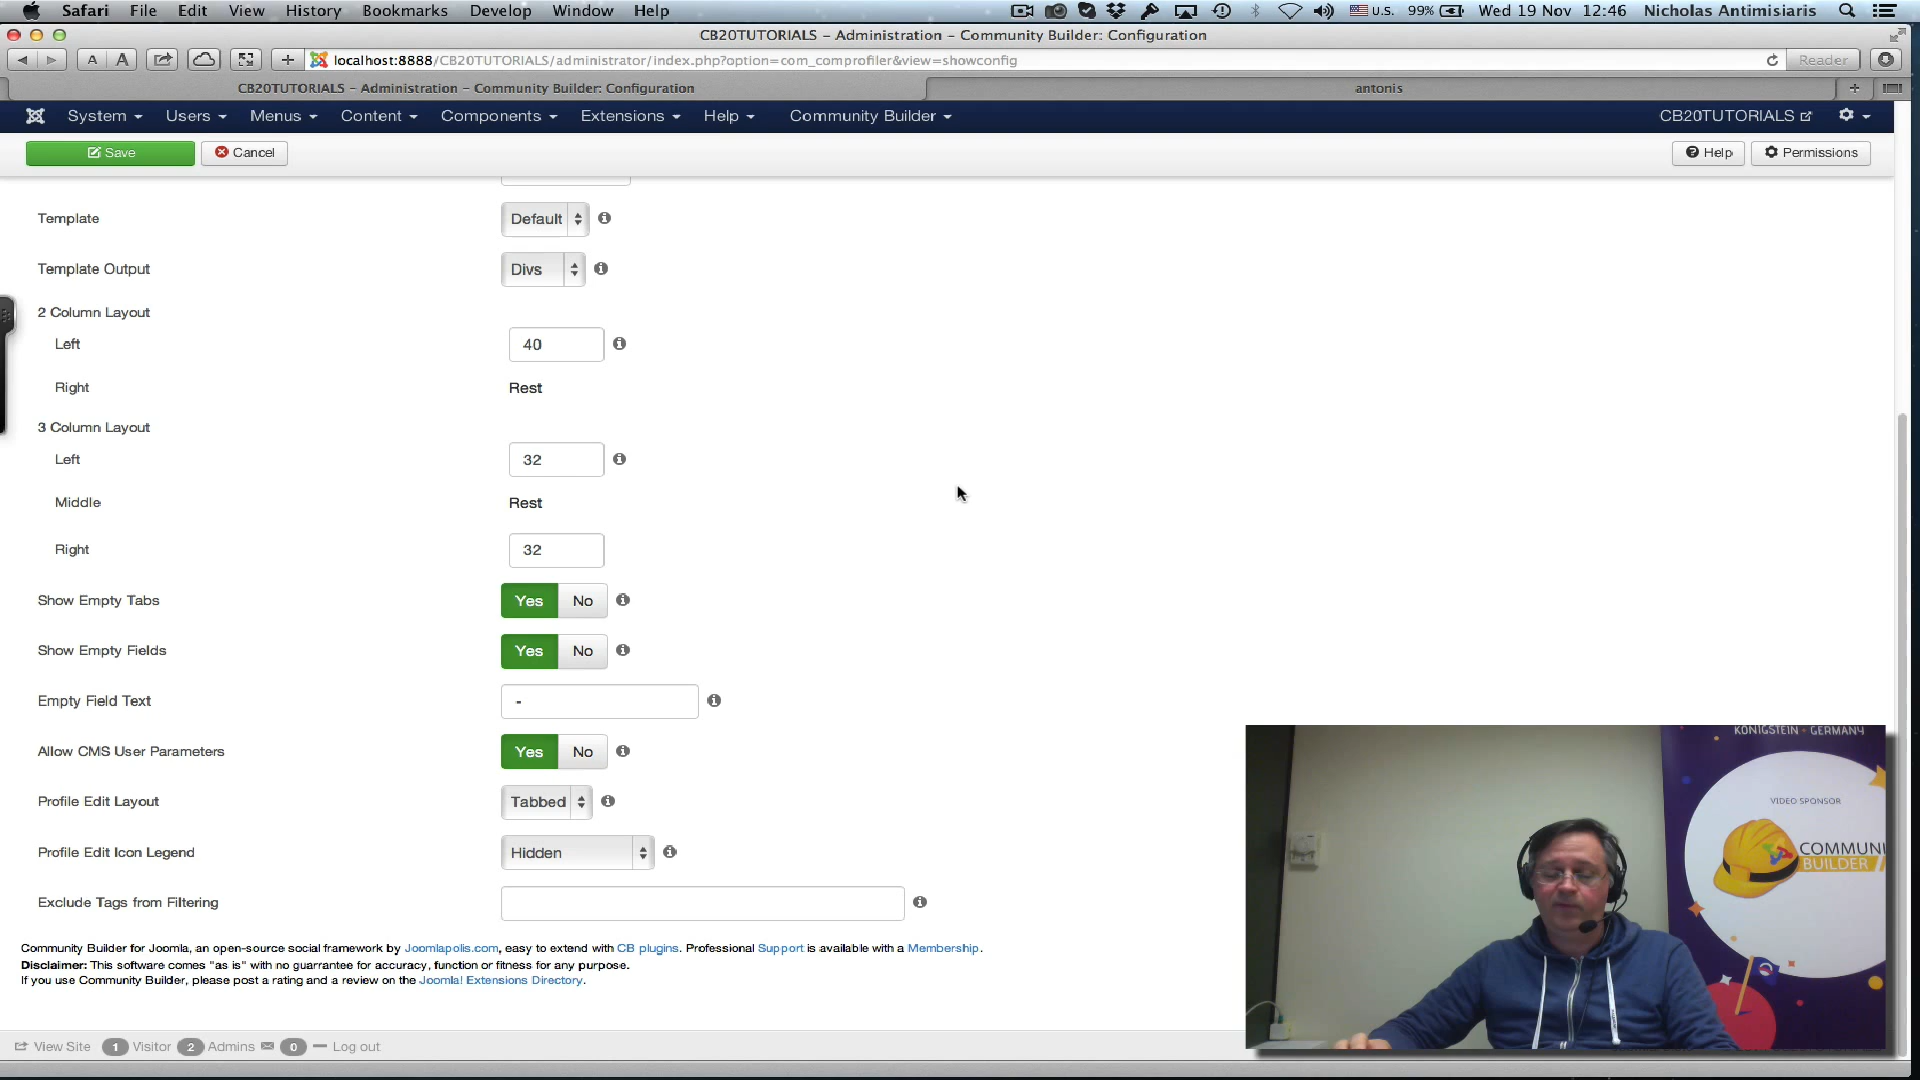 Safari File Edit View History Bookmarks Develop Window Help U.S. 99% Wed 19 Nov 12:46 Nicholas Antimisiaris
CB20TUTORIALS - Administration - Community Builder: Configuration
A A + localhost:8888/CB20TUTORIALS/administrator/index.php?option=com_comprofiler&view=showconfig Reader
CB20TUTORIALS - Administration - Community Builder: Configuration antonis +
System Users Menus Content Components Extensions Help Community Builder CB20TUTORIALS
Save Cancel Help Permissions
Template Default
Template Output Divs
2 Column Layout
Left 40
Right Rest
3 Column Layout
Left 32
Middle Rest
Right 32
Show Empty Tabs Yes No
Show Empty Fields Yes No
Empty Field Text -
Allow CMS User Parameters Yes No
Profile Edit Layout Tabbed
Profile Edit Icon Legend Hidden
Exclude Tags from Filtering
KÖNIGSTEIN - GERMANY
VIDEO SPONSOR
COMMUNI
BUILDER
Community Builder for Joomla, an open-source social framework by Joomlapolis.com, easy to extend with CB plugins. Professional Support is available with a Membership.
Disclaimer: This software comes "as is" with no guarrantee for accuracy, function or fitness for any purpose.
If you use Community Builder, please post a rating and a review on the Joomla! Extensions Directory.
View Site 1 Visitor 2 Admins 0 Log out